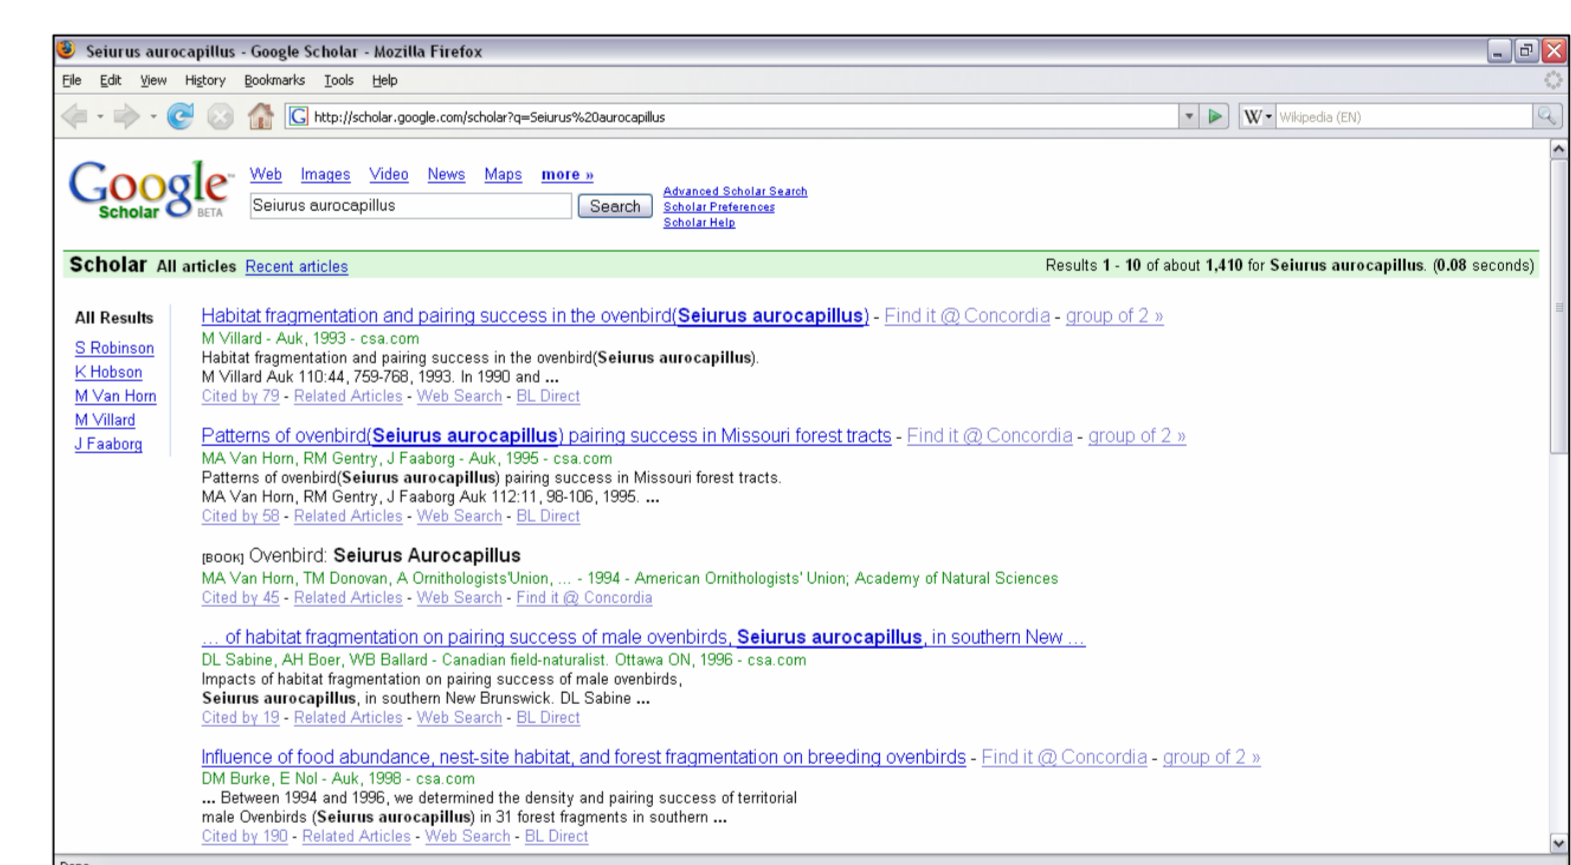 Seiurus aurocapillus - Google Scholar - Mozilla Firefox
File Edit View History Bookmarks Tools Help
http://scholar.google.com/scholar?q=Seiurus%20aurocapillus W Wikipedia (EN)
Google Scholar BETA
Web Images Video News Maps more »
Seiurus aurocapillus Search
Advanced Scholar Search
Scholar Preferences
Scholar Help
Scholar All articles Recent articles Results 1 - 10 of about 1,410 for Seiurus aurocapillus. (0.08 seconds)
All Results
S Robinson
K Hobson
M Van Horn
M Villard
J Faaborg
Habitat fragmentation and pairing success in the ovenbird(Seiurus aurocapillus) - Find it @ Concordia - group of 2 »
M Villard - Auk, 1993 - csa.com
Habitat fragmentation and pairing success in the ovenbird(Seiurus aurocapillus).
M Villard Auk 110:44, 759-768, 1993. In 1990 and ...
Cited by 79 - Related Articles - Web Search - BL Direct
Patterns of ovenbird(Seiurus aurocapillus) pairing success in Missouri forest tracts - Find it @ Concordia - group of 2 »
MA Van Horn, RM Gentry, J Faaborg - Auk, 1995 - csa.com
Patterns of ovenbird(Seiurus aurocapillus) pairing success in Missouri forest tracts.
MA Van Horn, RM Gentry, J Faaborg Auk 112:11, 98-106, 1995. ...
Cited by 58 - Related Articles - Web Search - BL Direct
[BOOK] Ovenbird: Seiurus Aurocapillus
MA Van Horn, TM Donovan, A Ornithologists'Union, ... - 1994 - American Ornithologists' Union; Academy of Natural Sciences
Cited by 45 - Related Articles - Web Search - Find it @ Concordia
... of habitat fragmentation on pairing success of male ovenbirds, Seiurus aurocapillus, in southern New ...
DL Sabine, AH Boer, WB Ballard - Canadian field-naturalist. Ottawa ON, 1996 - csa.com
Impacts of habitat fragmentation on pairing success of male ovenbirds,
Seiurus aurocapillus, in southern New Brunswick. DL Sabine ...
Cited by 19 - Related Articles - Web Search - BL Direct
Influence of food abundance, nest-site habitat, and forest fragmentation on breeding ovenbirds - Find it @ Concordia - group of 2 »
DM Burke, E Nol - Auk, 1998 - csa.com
... Between 1994 and 1996, we determined the density and pairing success of territorial
male Ovenbirds (Seiurus aurocapillus) in 31 forest fragments in southern ...
Cited by 190 - Related Articles - Web Search - BL Direct